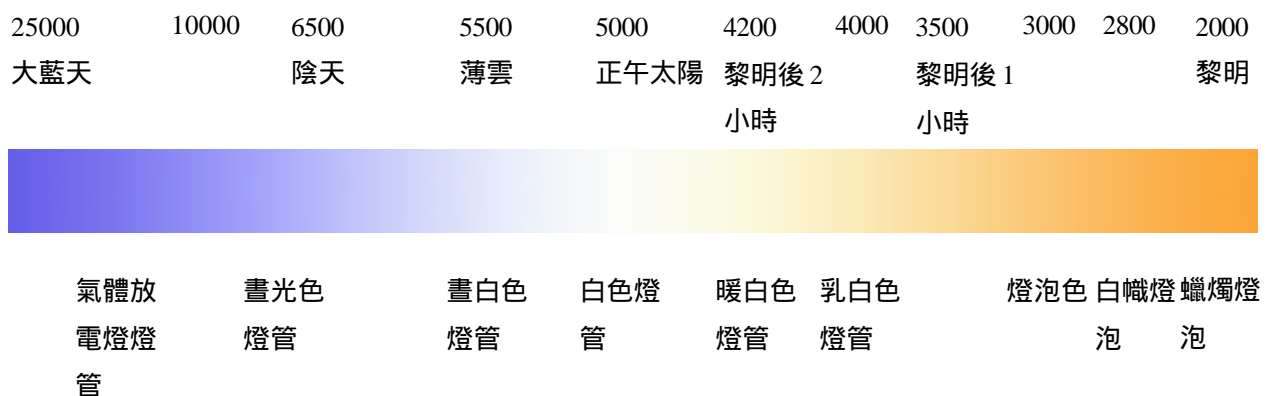 25000 10000 6500 5500 5000 4200 4000 3500 3000 2800 2000
大藍天 陰天 薄雲 正午太陽 黎明後 2 黎明後 1 黎明
小時 小時
氣體放 晝光色 晝白色 白色燈 暖白色 乳白色 燈泡色 白幟燈 蠟燭燈
電燈燈 燈管 燈管 管 燈管 燈管 泡 泡
管